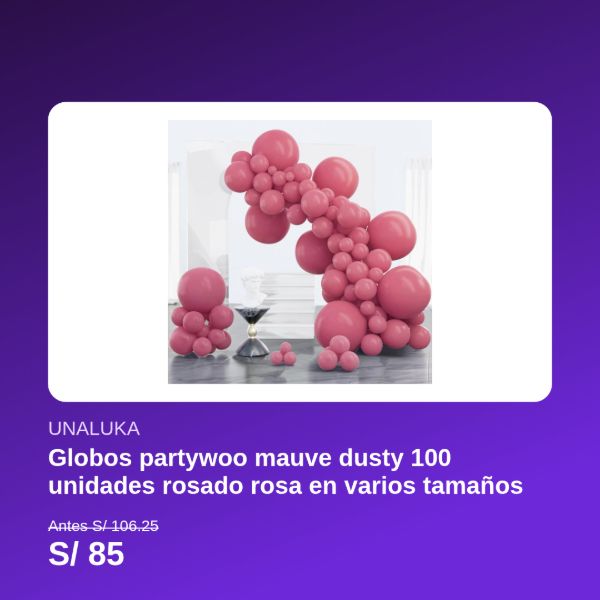 UNALUKA
Globos partywoo mauve dusty 100
unidades rosado rosa en varios tamaños
Antes S/ 106.25
S/ 85